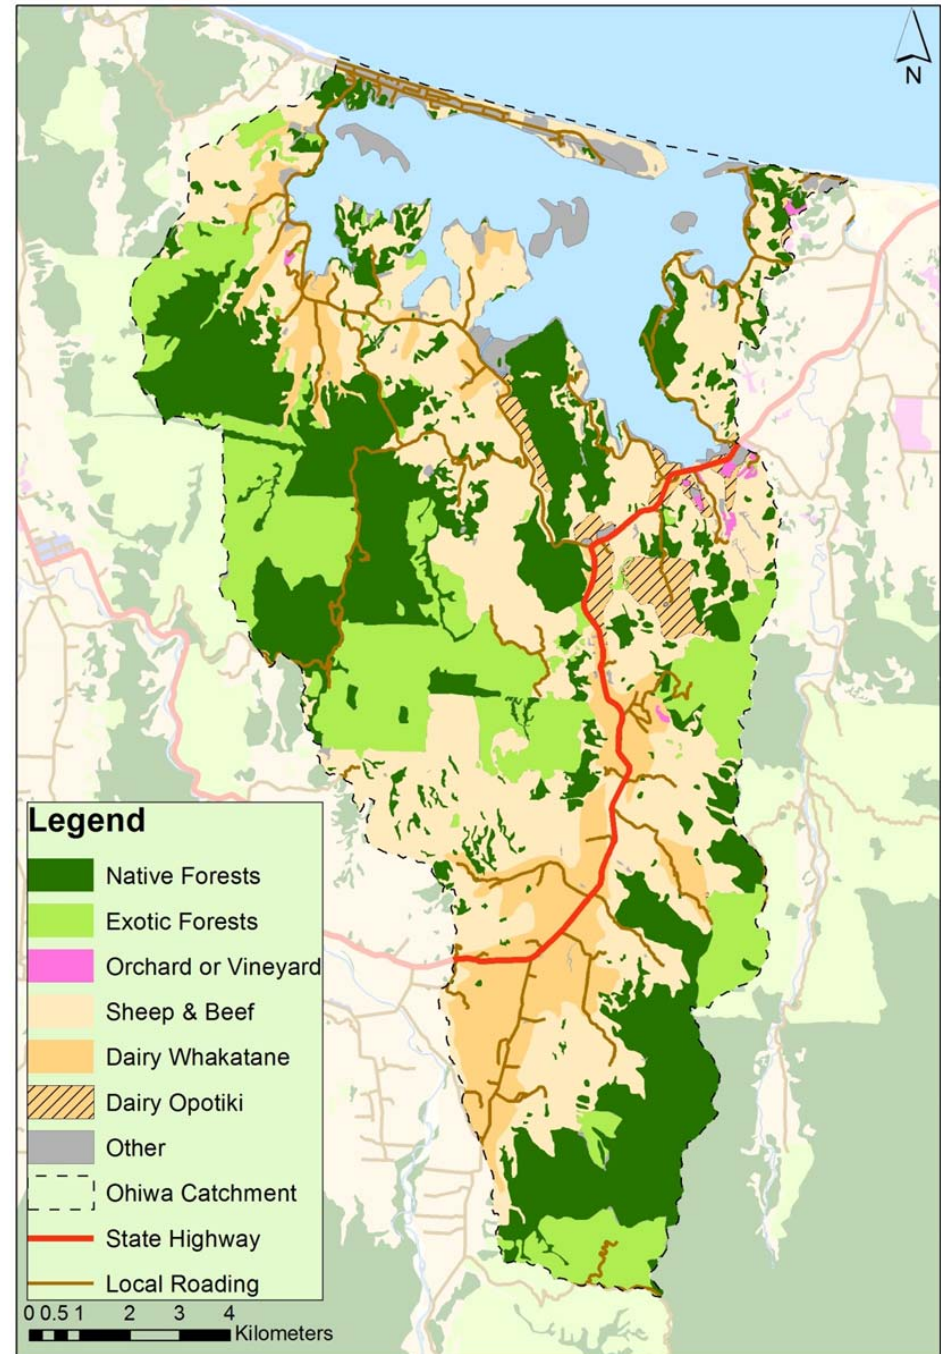 N
Legend
Native Forests
Exotic Forests
Orchard or Vineyard
Sheep & Beef
Dairy Whakatane
Dairy Opotiki
Other
Ohiwa Catchment
State Highway
Local Roading
0 0.5 1 2 3 4
Kilometers